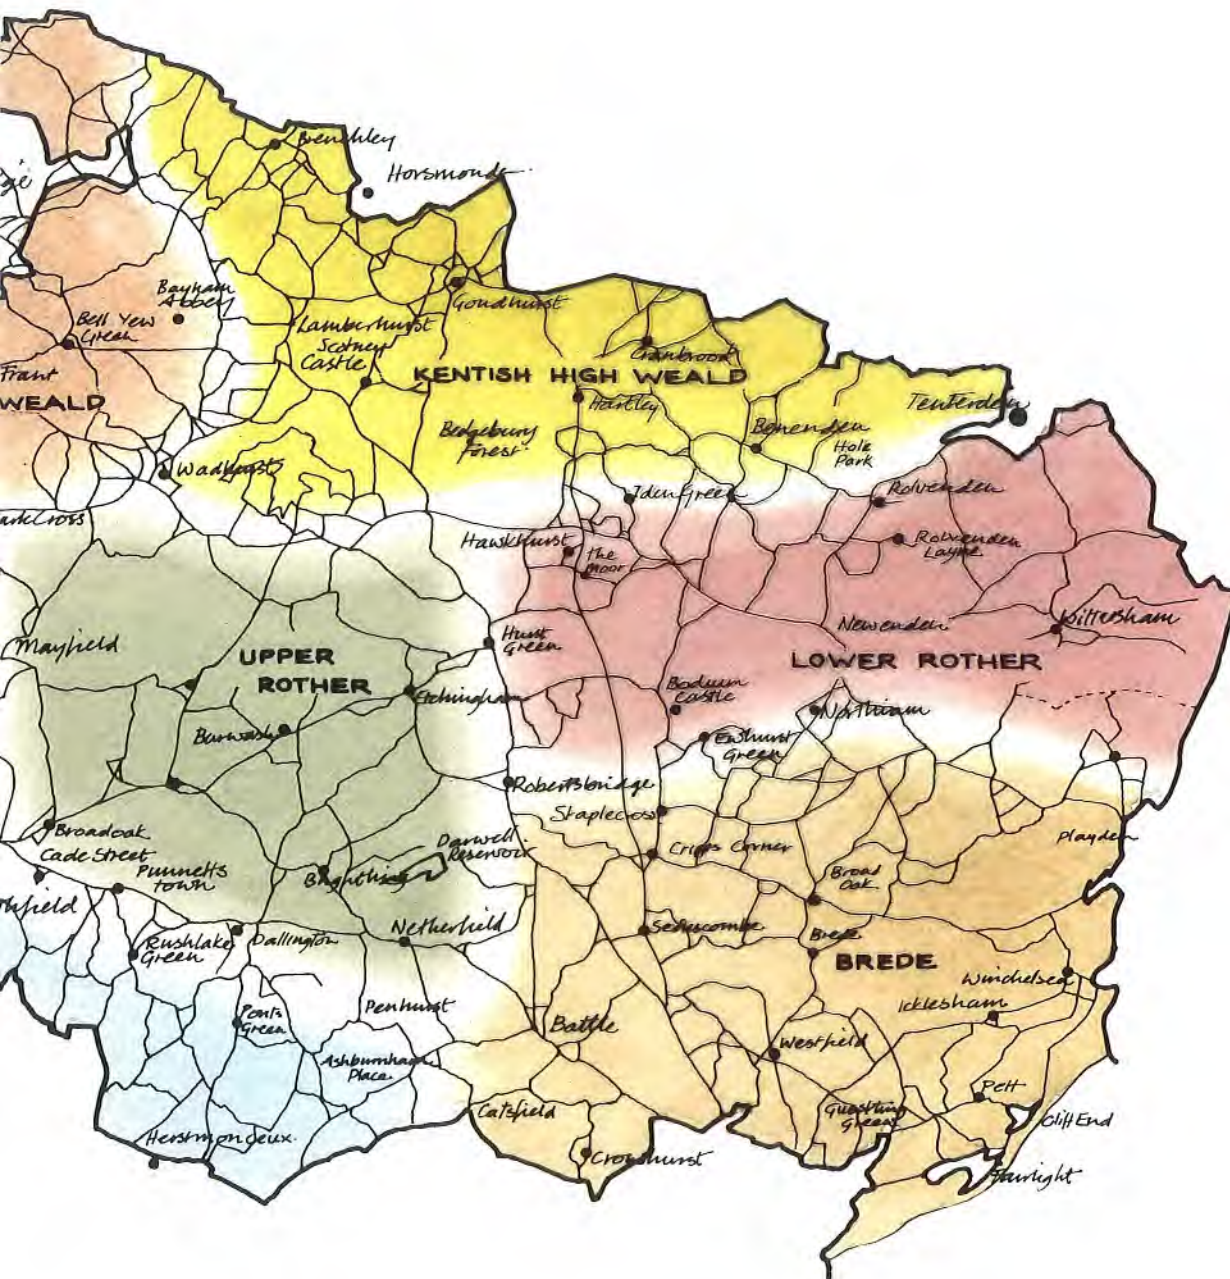 Brenchley
Horsmonden
Bayham
Abbey
Goudhurst
Bell Yew
Green
Lamberhurst
Scotney
Castle
Cranbrook
Frant
KENTISH HIGH WEALD
WEALD
Hartley
Tenterden
Bedgebury
Forest
Benenden
Hole
Park
Wadhurst
Iden Green
Rolvenden
ark Cross
Hawkhurst
the
Moor
Rolvenden
Layne
Newenden
Wittersham
Mayfield
Hurst
Green
UPPER
ROTHER
LOWER ROTHER
Etchingham
Bodium
Castle
Northiam
Burwash
Ewhurst
Green
Robertsbridge
Staplecross
Broadoak
Cade Street
Darwell
Reservoir
Cripps Corner
Playden
Punnetts
town
Brightling
Broad
Oak
hfield
Netherfield
Sedlescombe
Brede
Rushlake
Green
Dallington
BREDE
Winchelsea
Icklesham
Penhurst
Ponts
Green
Battle
Westfield
Ashburnham
Place
Pett
Catsfield
Guestling
Green
Cliff End
Herstmonceux
Crowhurst
Fairlight